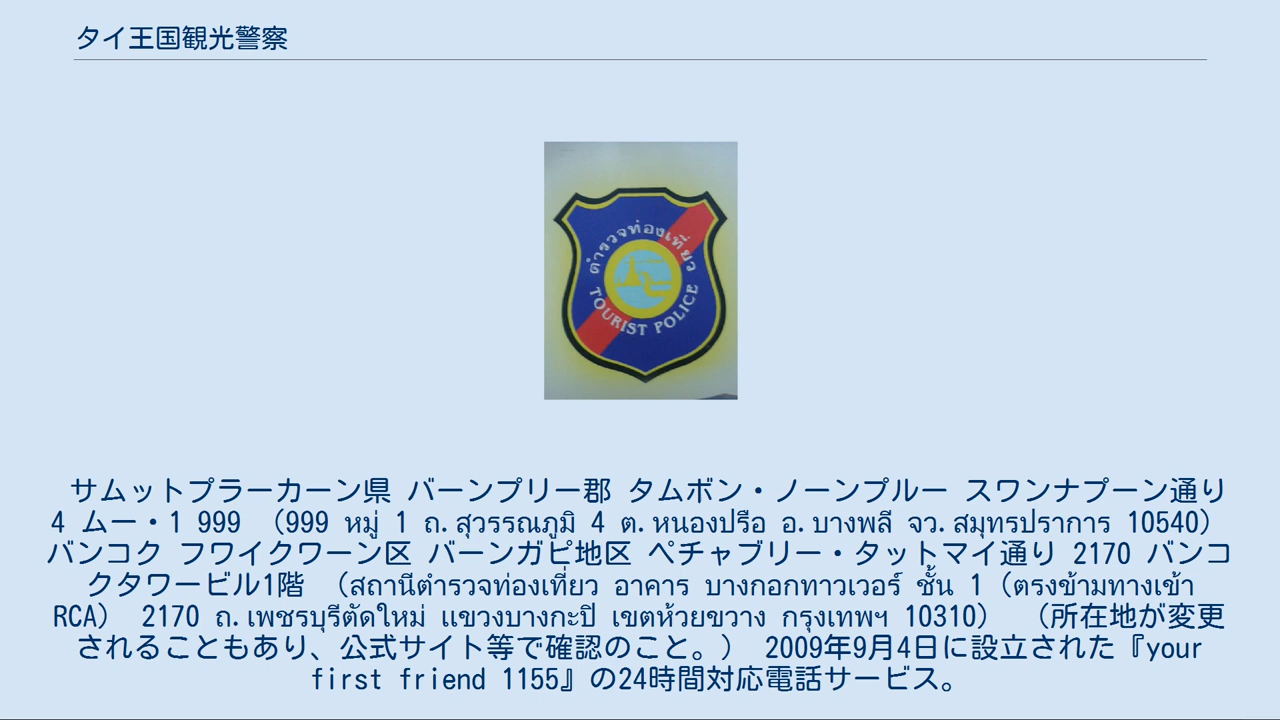 タイ王国観光警察
ตำรวจท่องเที่ยว
TOURIST POLICE
サムットプラーカーン県 バーンプリー郡 タムボン・ノーンプルー スワンナプーン通り
4 ムー・1 999 （999 หมู่ 1 ถ.สุวรรณภูมิ 4 ต.หนองปรือ อ.บางพลี จว.สมุทรปราการ 10540）
バンコク フワイクワーン区 バーンガピ地区 ペチャブリー・タットマイ通り 2170 バンコ
クタワービル1階 （สถานีตำรวจท่องเที่ยว อาคาร บางกอกทาวเวอร์ ชั้น 1（ตรงข้ามทางเข้า
RCA） 2170 ถ.เพชรบุรีตัดใหม่ แขวงบางกะปิ เขตห้วยขวาง กรุงเทพฯ 10310） （所在地が変更
されることもあり、公式サイト等で確認のこと。） 2009年9月4日に設立された『your
first friend 1155』の24時間対応電話サービス。